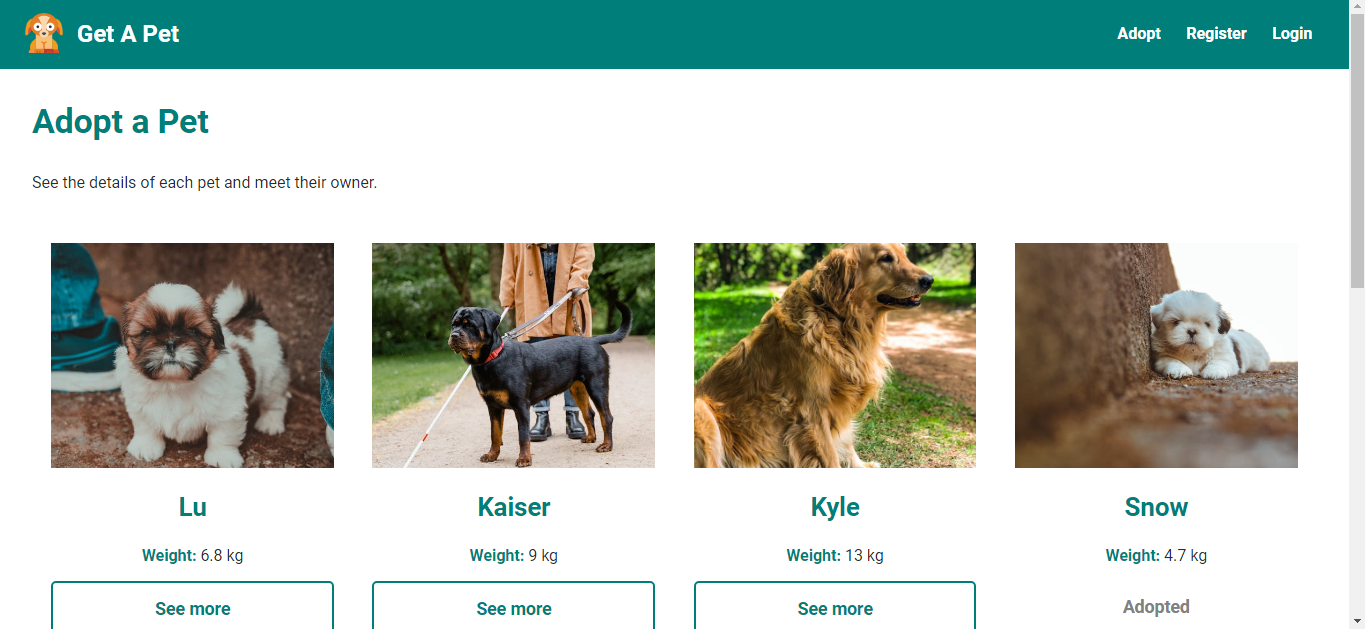 Get A Pet
Adopt Register Login
Adopt a Pet
See the details of each pet and meet their owner.
Lu Kaiser Kyle Snow
Weight: 6.8 kg Weight: 9 kg Weight: 13 kg Weight: 4.7 kg
See more See more See more Adopted